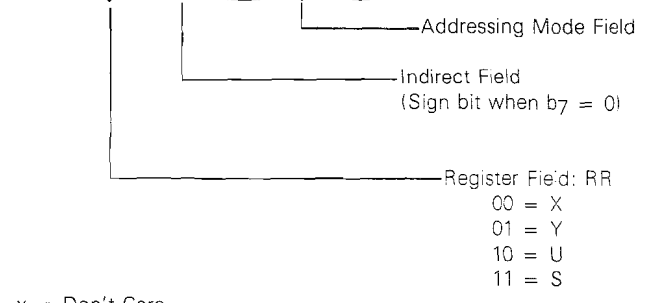 Addressing Mode Field
Indirect Field
(Sign bit when b7 = 0)
Register Field: RR
00 = X
01 = Y
10 = U
11 = S
x = Don't Care